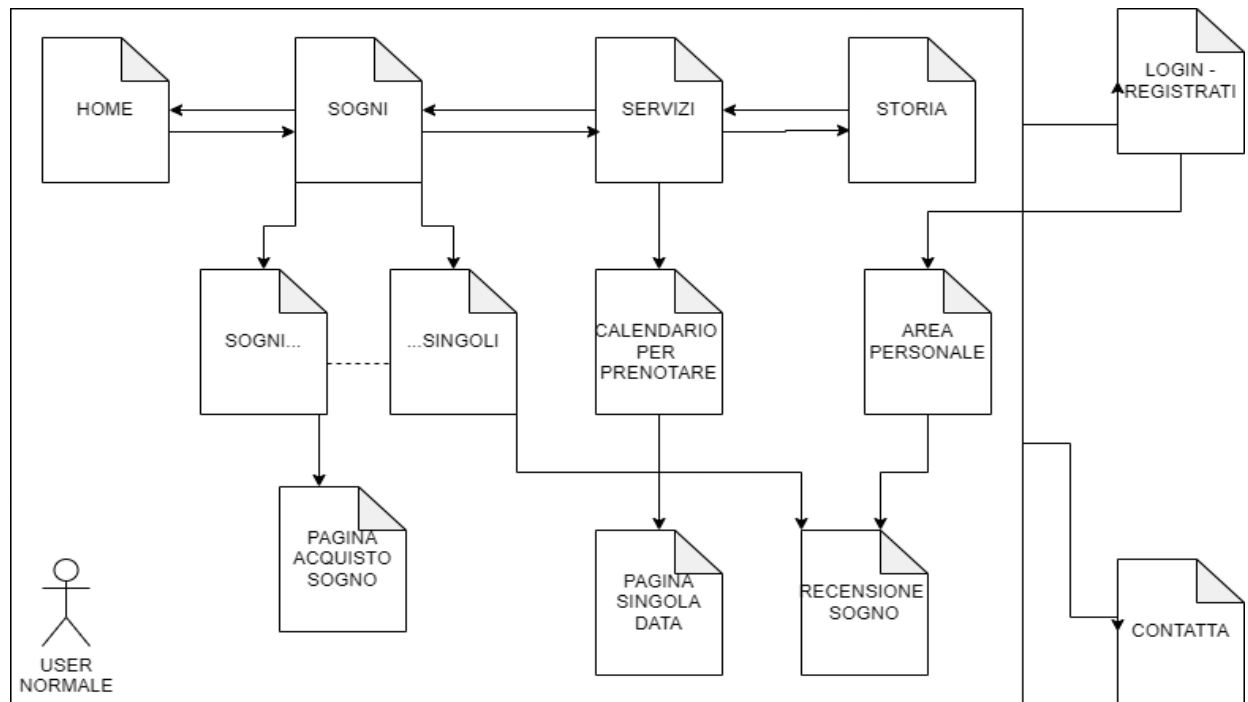 HOME
SOGNI
SERVIZI
STORIA
LOGIN -
REGISTRATI
SOGNI...
...SINGOLI
CALENDARIO
PER
PRENOTARE
AREA
PERSONALE
PAGINA
ACQUISTO
SOGNO
PAGINA
SINGOLA
DATA
RECENSIONE
SOGNO
CONTATTA
USER
NORMALE